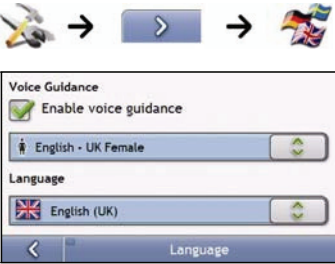 Voice Guidance
Enable voice guidance
English - UK Female
Language
English (UK)
Language